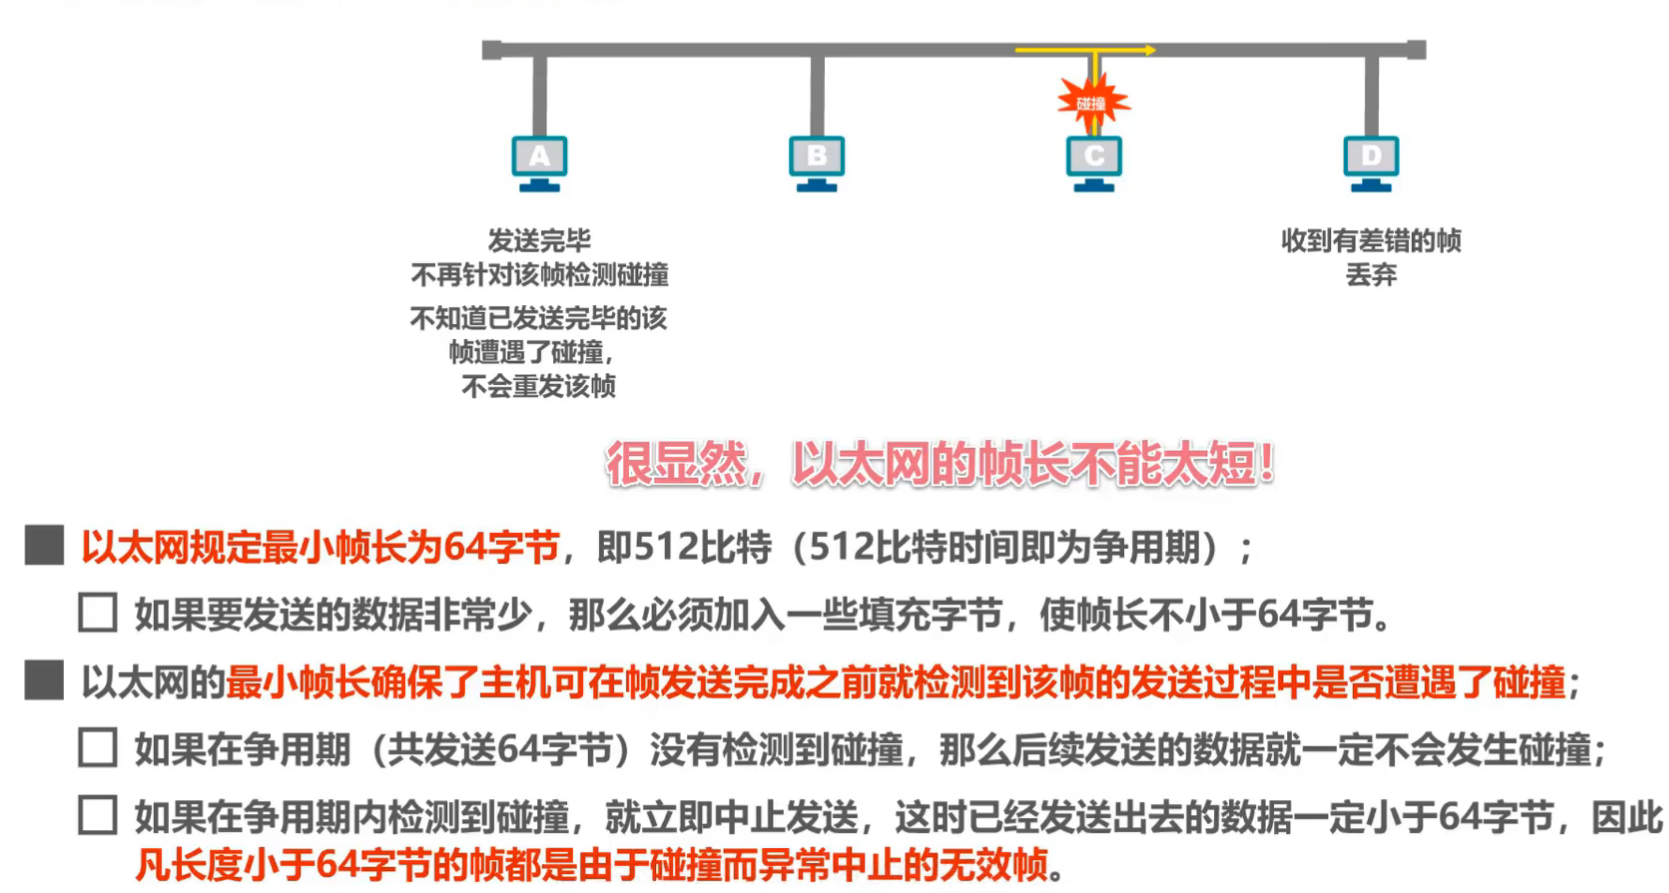 碰撞
A
B
C
D
发送完毕
不再针对该帧检测碰撞
不知道已发送完毕的该
帧遭遇了碰撞，
不会重发该帧
收到有差错的帧
丢弃
很显然，以太网的帧长不能太短！
以太网规定最小帧长为64字节，即512比特（512比特时间即为争用期）；
如果要发送的数据非常少，那么必须加入一些填充字节，使帧长不小于64字节。
以太网的最小帧长确保了主机可在帧发送完成之前就检测到该帧的发送过程中是否遭遇了碰撞；
如果在争用期（共发送64字节）没有检测到碰撞，那么后续发送的数据就一定不会发生碰撞；
如果在争用期内检测到碰撞，就立即中止发送，这时已经发送出去的数据一定小于64字节，因此
凡长度小于64字节的帧都是由于碰撞而异常中止的无效帧。